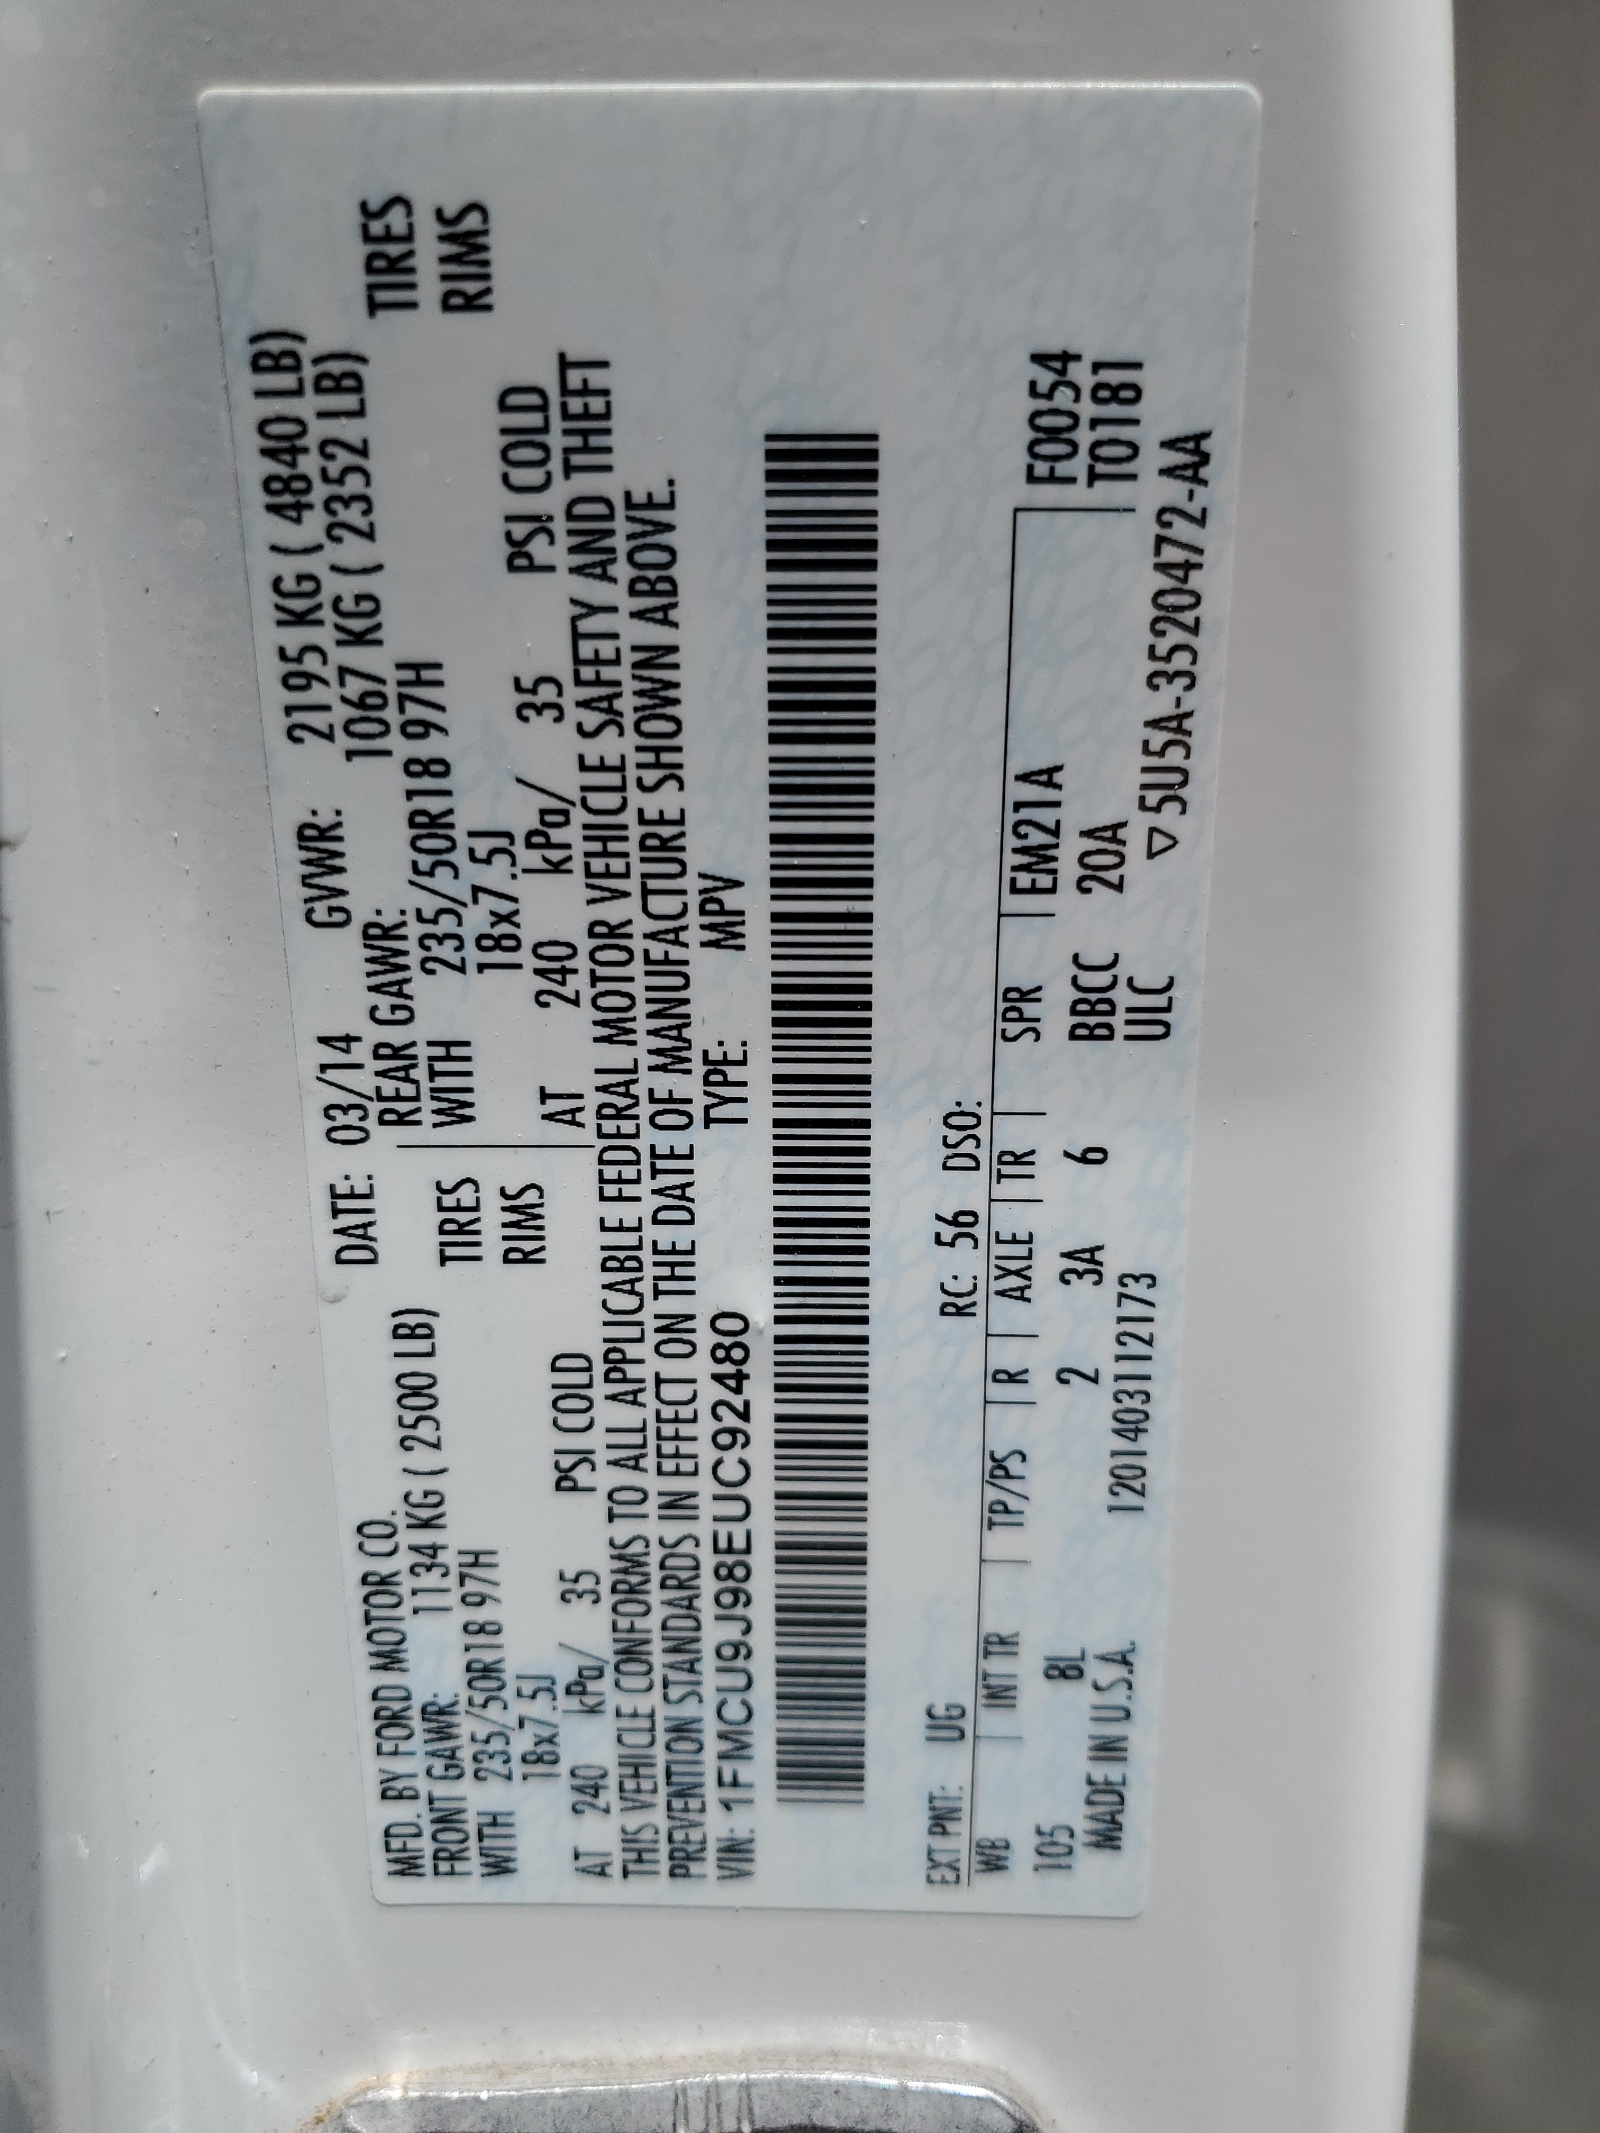 MFD. BY FORD MOTOR CO. DATE: 03/14 GVWR: 2195 KG ( 4840 LB)
FRONT GAWR: 1134 KG ( 2500 LB) REAR GAWR: 1067 KG ( 2352 LB)
WITH 235/50R18 97H TIRES WITH 235/50R18 97H TIRES
18x7.5J RIMS 18x7.5J RIMS
AT 240 kPa/ 35 PSI COLD AT 240 kPa/ 35 PSI COLD
THIS VEHICLE CONFORMS TO ALL APPLICABLE FEDERAL MOTOR VEHICLE SAFETY AND THEFT
PREVENTION STANDARDS IN EFFECT ON THE DATE OF MANUFACTURE SHOWN ABOVE.
VIN: 1FMCU9J98EUC92480 TYPE: MPV
EXT PNT: UG RC: 56 DSO:
WB | INT TR | TP/PS | R | AXLE | TR | SPR | EM21A F0054
105 8L 2 3A 6 BBCC 20A T0181
MADE IN U.S.A. 12014031112173 ULC ▽5U5A-3520472-AA